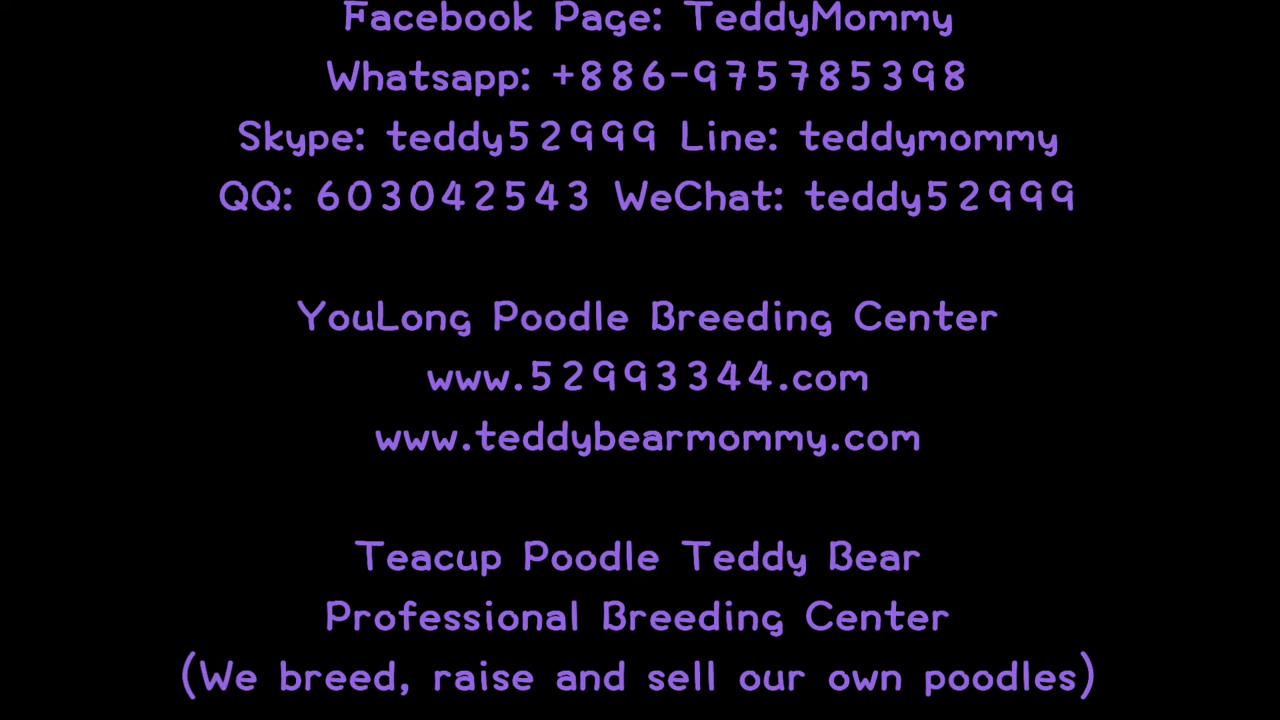 Facebook Page: TeddyMommy
Whatsapp: +886-975785398
Skype: teddy52999 Line: teddymommy
QQ: 603042543 WeChat: teddy52999
YouLong Poodle Breeding Center
www.52993344.com
www.teddybearmommy.com
Teacup Poodle Teddy Bear
Professional Breeding Center
(We breed, raise and sell our own poodles)